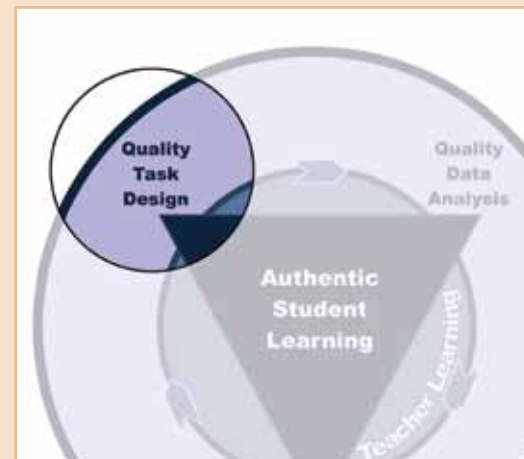 Quality
Task
Design
Quality
Data
Analysis
Authentic
Student
Learning
Teacher Learning